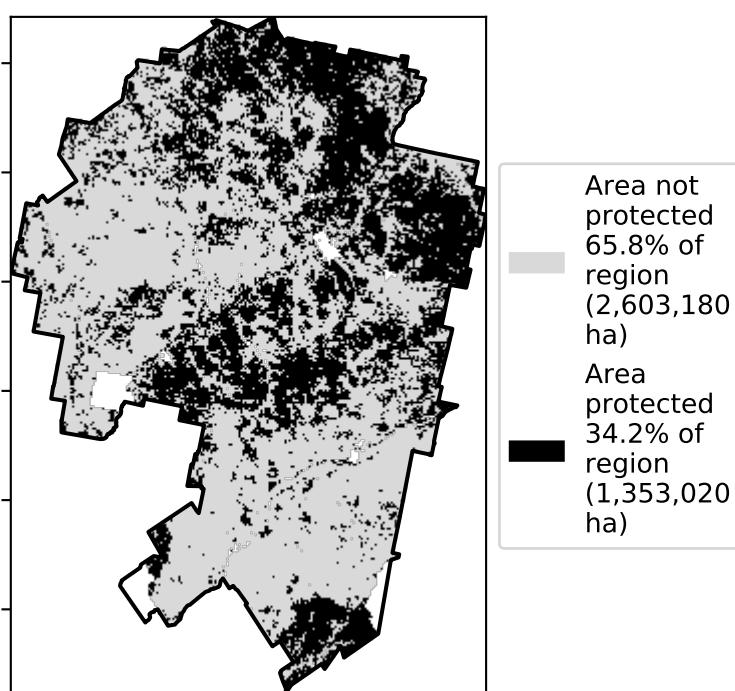 Area not
protected
65.8% of
region
(2,603,180
ha)
Area
protected
34.2% of
region
(1,353,020
ha)